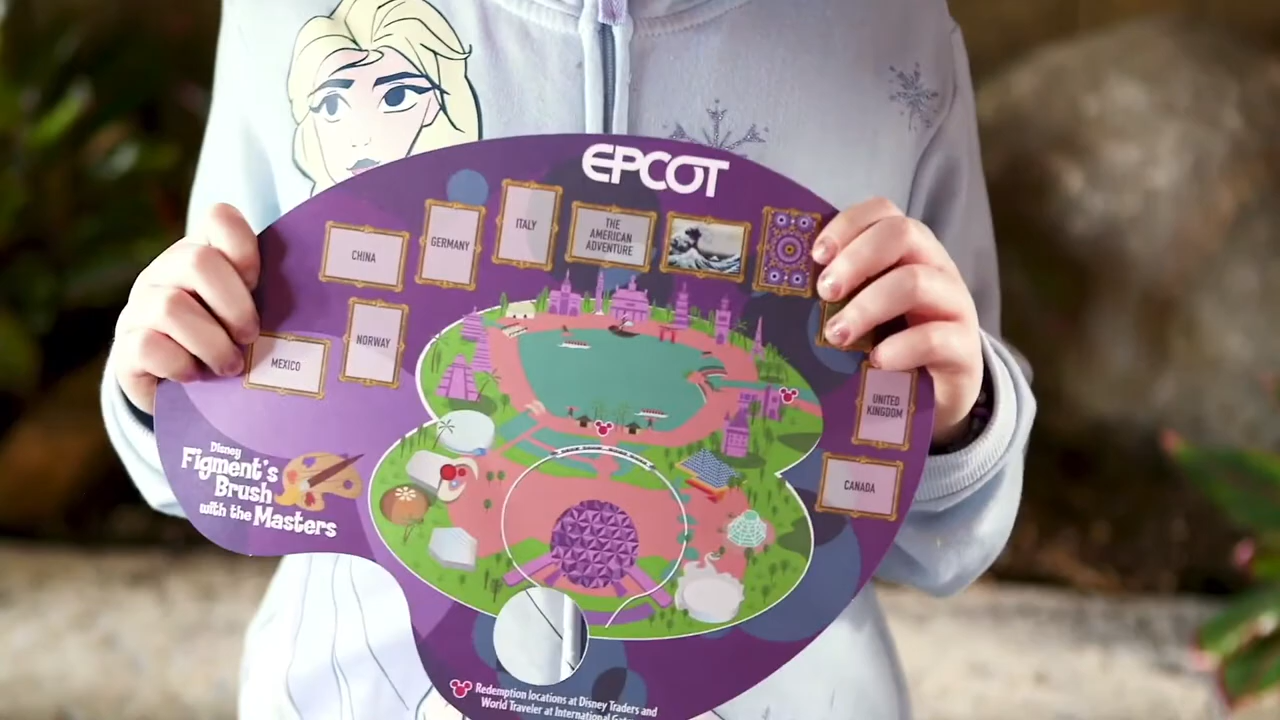 EPCOT
ITALY
THE
AMERICAN
ADVENTURE
GERMANY
CHINA
NORWAY
MEXICO
UNITED
KINGDOM
CANADA
Disney
Figment's
Brush
with the Masters
Redemption locations at Disney Traders and
World Traveler at International